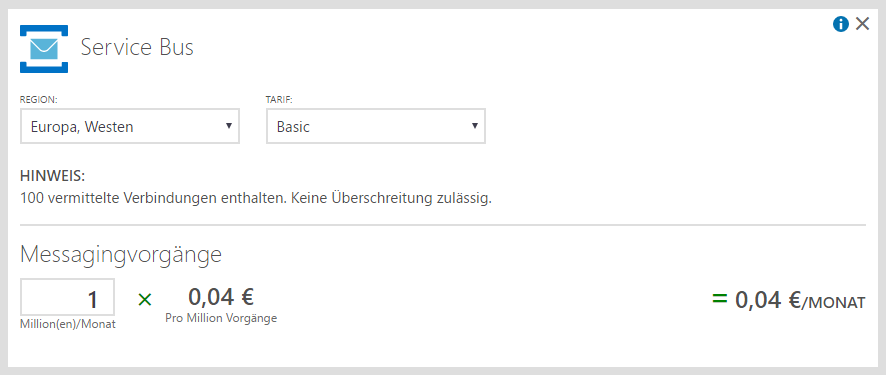 Service Bus
REGION:
TARIF:
Europa, Westen
Basic
HINWEIS:
100 vermittelte Verbindungen enthalten. Keine Überschreitung zulässig.
Messagingvorgänge
1 × 0,04 € = 0,04 €/MONAT
Million(en)/Monat
Pro Million Vorgänge